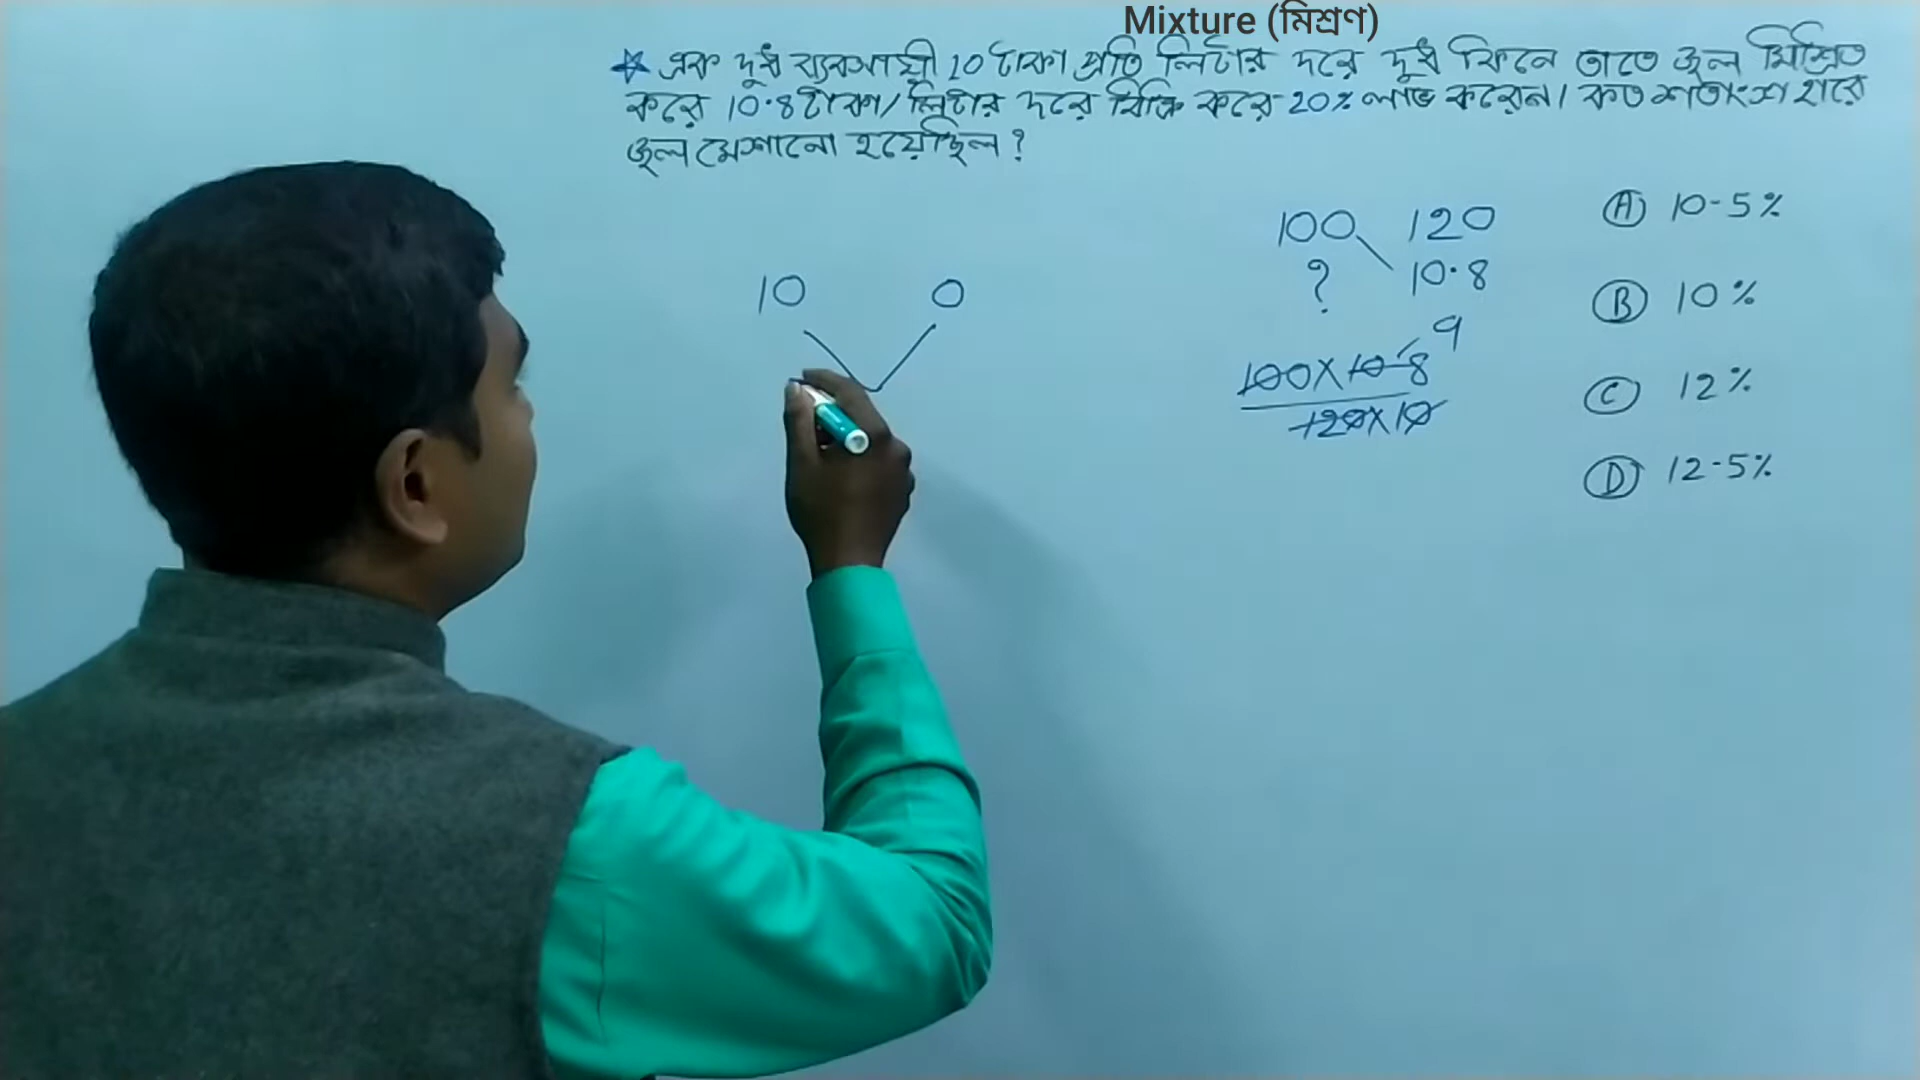 Mixture (মিশ্রণ)
★ এক দুধ ব্যবসায়ী 10 টাকা প্রতি লিটার দরে দুধ কিনে তাতে জল মিশ্রিত
করে 10.8 টাকা/লিটার দরে বিক্রি করে 20% লাভ করেন। কত শতাংশ হারে
জল মেশানো হয়েছিল?
100 120
? 10.8
9
100×10.8
120×10
10 0
Ⓐ 10.5%
Ⓑ 10%
Ⓒ 12%
Ⓓ 12.5%